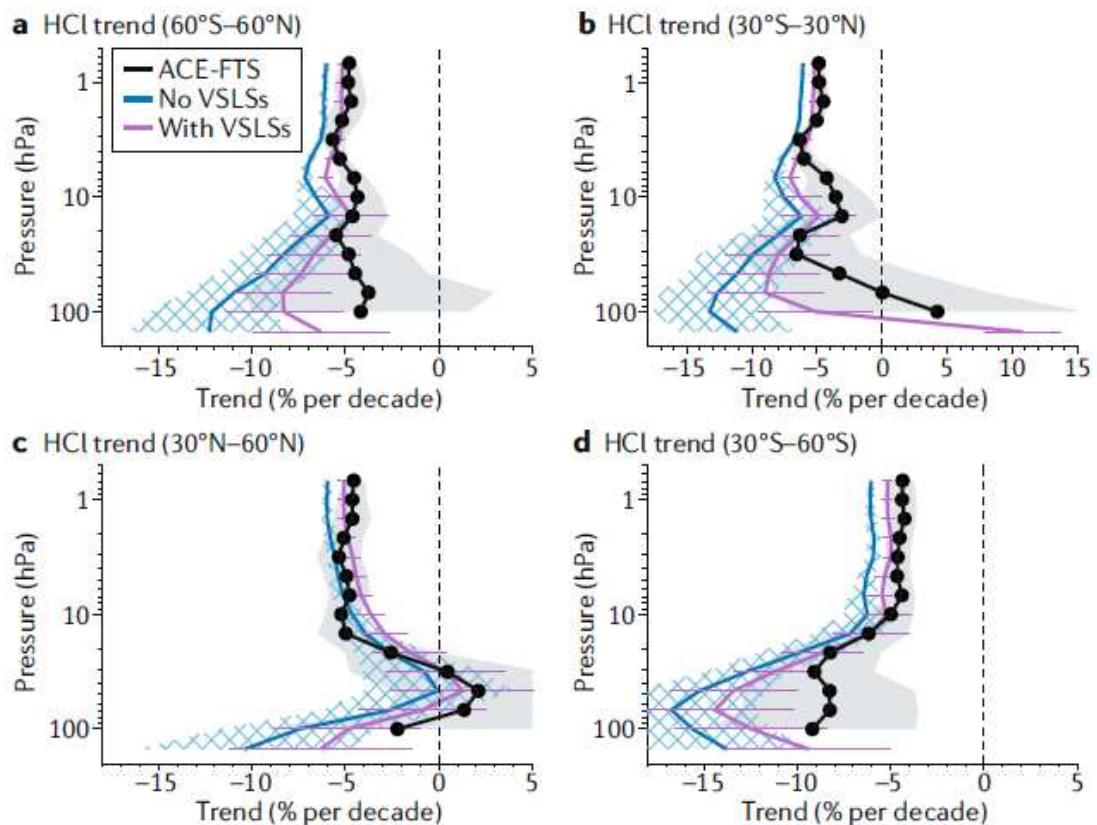 a HCl trend (60°S–60°N)
ACE-FTS
No VSLSs
With VSLSs
Pressure (hPa)
1
10
100
−15 −10 −5 0 5
Trend (% per decade)
b HCl trend (30°S–30°N)
Pressure (hPa)
1
10
100
−15 −10 −5 0 5 10 15
Trend (% per decade)
c HCl trend (30°N–60°N)
Pressure (hPa)
1
10
100
−15 −10 −5 0 5
Trend (% per decade)
d HCl trend (30°S–60°S)
Pressure (hPa)
1
10
100
−15 −10 −5 0 5
Trend (% per decade)